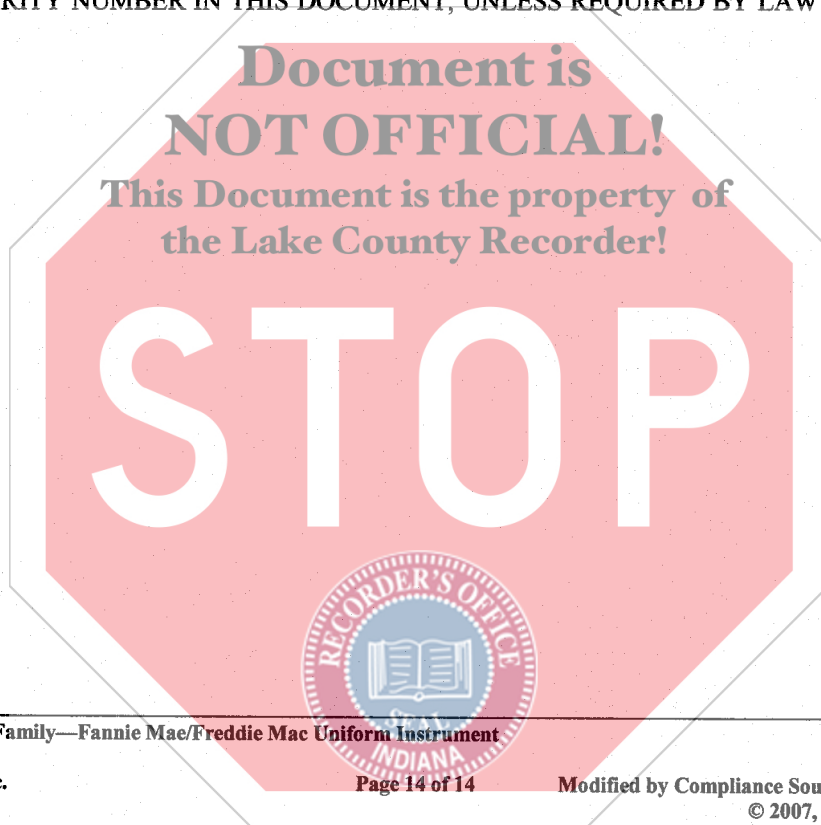 RITY NUMBER IN THIS DOCUMENT, UNLESS REQUIRED BY LAW
Document is
NOT OFFICIAL!
This Document is the property of
the Lake County Recorder!
STOP
RECORDER'S OFFICE
SEAL
INDIANA
Family—Fannie Mae/Freddie Mac Uniform Instrument
c. Page 14 of 14 Modified by Compliance Sou
© 2007,